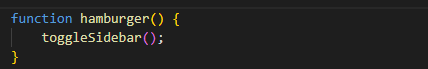 function hamburger() {
    toggleSidebar();
}